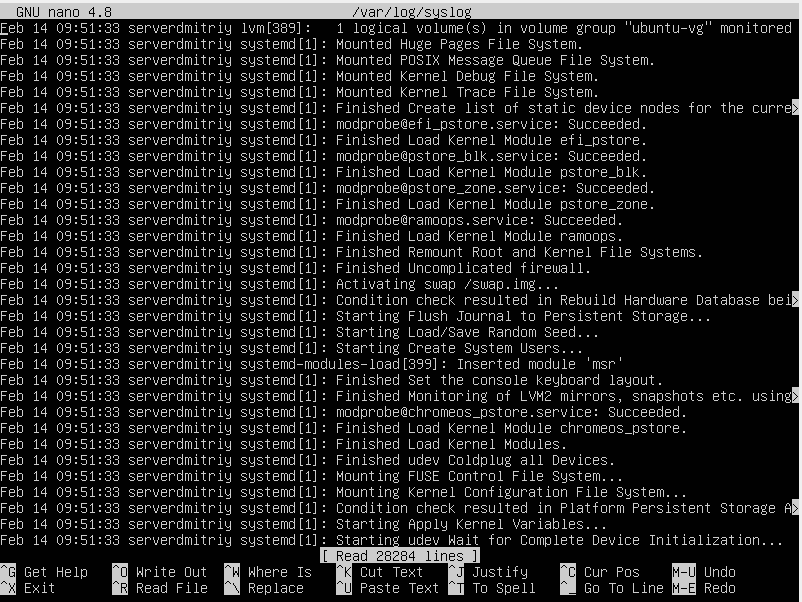 GNU nano 4.8 /var/log/syslog
Feb 14 09:51:33 serverdmitriy lvm[389]: 1 logical volume(s) in volume group "ubuntu-vg" monitored
Feb 14 09:51:33 serverdmitriy systemd[1]: Mounted Huge Pages File System.
Feb 14 09:51:33 serverdmitriy systemd[1]: Mounted POSIX Message Queue File System.
Feb 14 09:51:33 serverdmitriy systemd[1]: Mounted Kernel Debug File System.
Feb 14 09:51:33 serverdmitriy systemd[1]: Mounted Kernel Trace File System.
Feb 14 09:51:33 serverdmitriy systemd[1]: Finished Create list of static device nodes for the curre>
Feb 14 09:51:33 serverdmitriy systemd[1]: modprobe@efi_pstore.service: Succeeded.
Feb 14 09:51:33 serverdmitriy systemd[1]: Finished Load Kernel Module efi_pstore.
Feb 14 09:51:33 serverdmitriy systemd[1]: modprobe@pstore_blk.service: Succeeded.
Feb 14 09:51:33 serverdmitriy systemd[1]: Finished Load Kernel Module pstore_blk.
Feb 14 09:51:33 serverdmitriy systemd[1]: modprobe@pstore_zone.service: Succeeded.
Feb 14 09:51:33 serverdmitriy systemd[1]: Finished Load Kernel Module pstore_zone.
Feb 14 09:51:33 serverdmitriy systemd[1]: modprobe@ramoops.service: Succeeded.
Feb 14 09:51:33 serverdmitriy systemd[1]: Finished Load Kernel Module ramoops.
Feb 14 09:51:33 serverdmitriy systemd[1]: Finished Remount Root and Kernel File Systems.
Feb 14 09:51:33 serverdmitriy systemd[1]: Finished Uncomplicated firewall.
Feb 14 09:51:33 serverdmitriy systemd[1]: Activating swap /swap.img...
Feb 14 09:51:33 serverdmitriy systemd[1]: Condition check resulted in Rebuild Hardware Database bei>
Feb 14 09:51:33 serverdmitriy systemd[1]: Starting Flush Journal to Persistent Storage...
Feb 14 09:51:33 serverdmitriy systemd[1]: Starting Load/Save Random Seed...
Feb 14 09:51:33 serverdmitriy systemd[1]: Starting Create System Users...
Feb 14 09:51:33 serverdmitriy systemd-modules-load[399]: Inserted module 'msr'
Feb 14 09:51:33 serverdmitriy systemd[1]: Finished Set the console keyboard layout.
Feb 14 09:51:33 serverdmitriy systemd[1]: Finished Monitoring of LVM2 mirrors, snapshots etc. using>
Feb 14 09:51:33 serverdmitriy systemd[1]: modprobe@chromeos_pstore.service: Succeeded.
Feb 14 09:51:33 serverdmitriy systemd[1]: Finished Load Kernel Module chromeos_pstore.
Feb 14 09:51:33 serverdmitriy systemd[1]: Finished Load Kernel Modules.
Feb 14 09:51:33 serverdmitriy systemd[1]: Finished udev Coldplug all Devices.
Feb 14 09:51:33 serverdmitriy systemd[1]: Mounting FUSE Control File System...
Feb 14 09:51:33 serverdmitriy systemd[1]: Mounting Kernel Configuration File System...
Feb 14 09:51:33 serverdmitriy systemd[1]: Condition check resulted in Platform Persistent Storage A>
Feb 14 09:51:33 serverdmitriy systemd[1]: Starting Apply Kernel Variables...
Feb 14 09:51:33 serverdmitriy systemd[1]: Starting udev Wait for Complete Device Initialization...
[ Read 28284 lines ]
^G Get Help ^O Write Out ^W Where Is ^K Cut Text ^J Justify ^C Cur Pos M-U Undo
^X Exit ^R Read File ^\ Replace ^U Paste Text ^T To Spell ^_ Go To Line M-E Redo